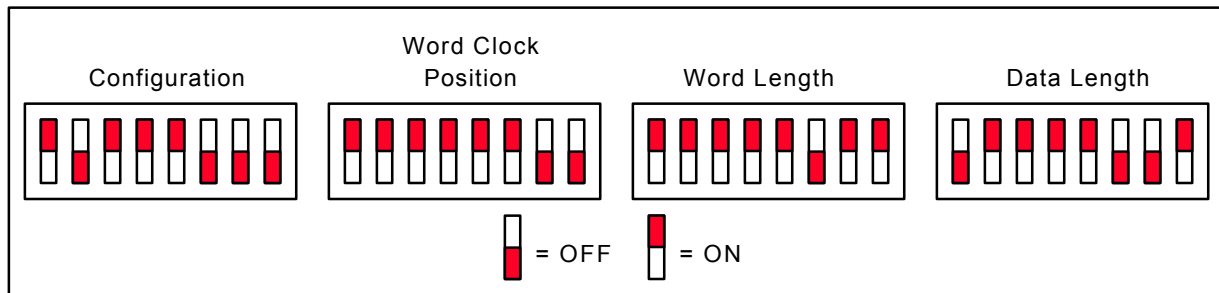 Word Clock
Configuration Position Word Length Data Length
= OFF = ON